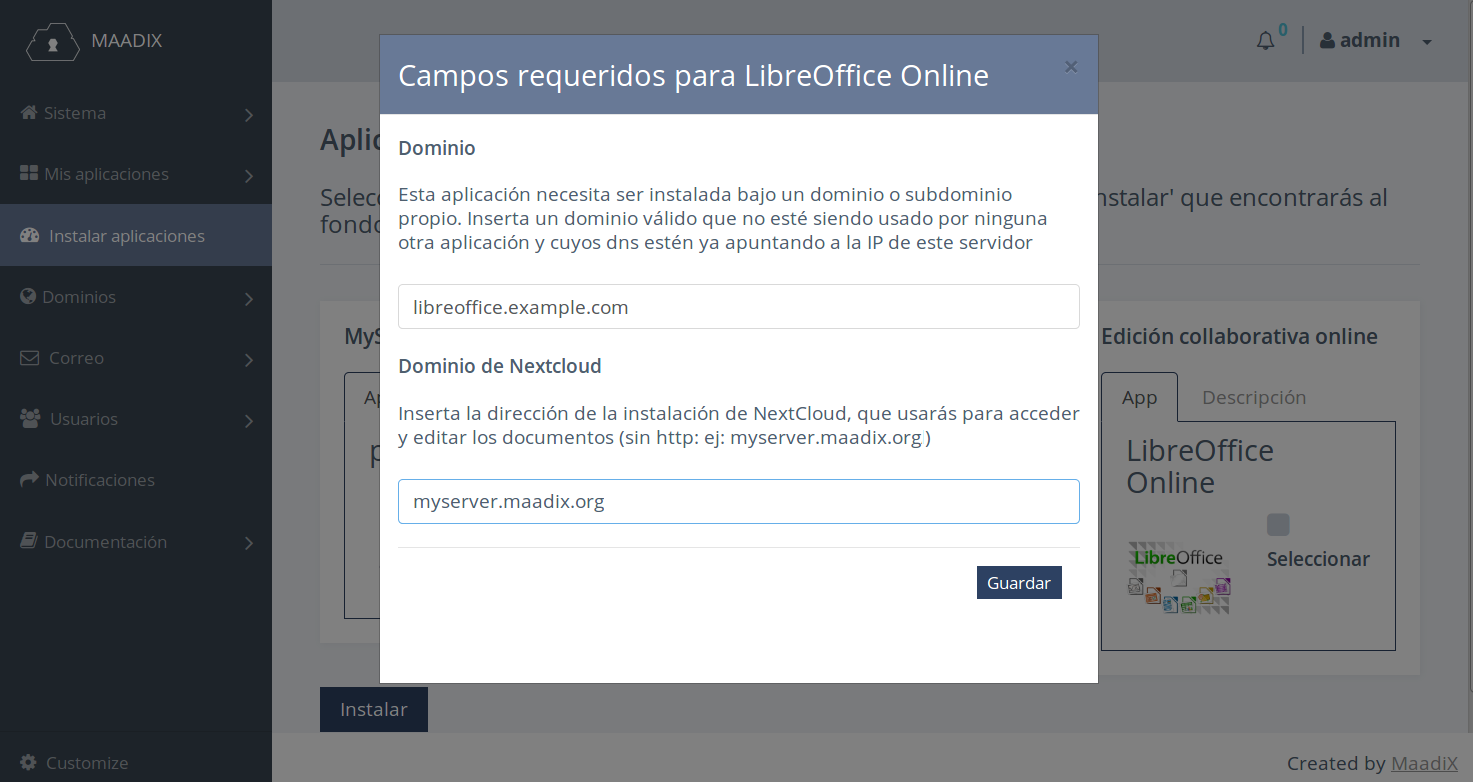 MAADIX
Sistema
Mis aplicaciones
Instalar aplicaciones
Dominios
Correo
Usuarios
Notificaciones
Documentación
Customize
0
admin
Campos requeridos para LibreOffice Online
×
Dominio
Esta aplicación necesita ser instalada bajo un dominio o subdominio
propio. Inserta un dominio válido que no esté siendo usado por ninguna
otra aplicación y cuyos dns estén ya apuntando a la IP de este servidor
libreoffice.example.com
Dominio de Nextcloud
Inserta la dirección de la instalación de NextCloud, que usarás para acceder
y editar los documentos (sin http: ej: myserver.maadix.org)
myserver.maadix.org
Guardar
nstalar' que encontrarás al
fondo
Edición collaborativa online
App
Descripción
LibreOffice
Online
LibreOffice
Seleccionar
Instalar
Created by MaadiX